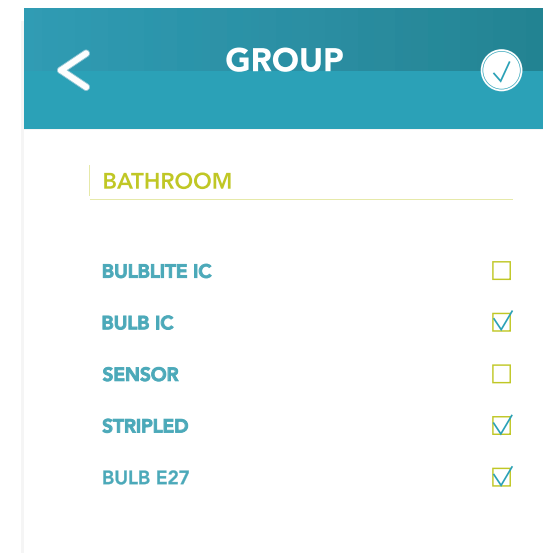 GROUP
BATHROOM
BULBLITE IC
BULB IC
SENSOR
STRIPLED
BULB E27